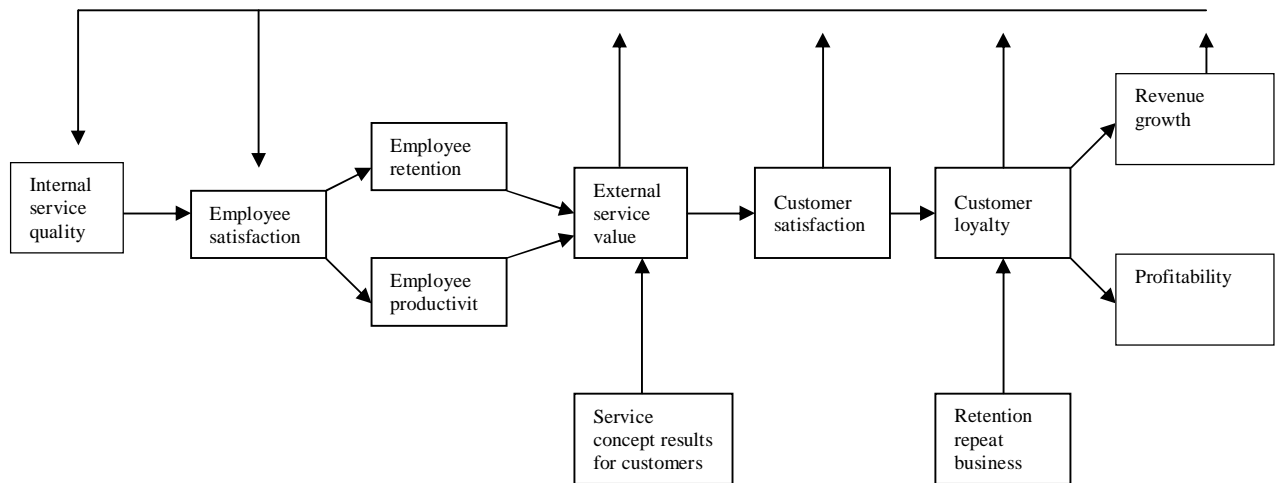 Revenue
growth
Employee
retention
Internal
service
quality
Employee
satisfaction
External
service
value
Customer
satisfaction
Customer
loyalty
Employee
productivit
Profitability
Service
concept results
for customers
Retention
repeat
business